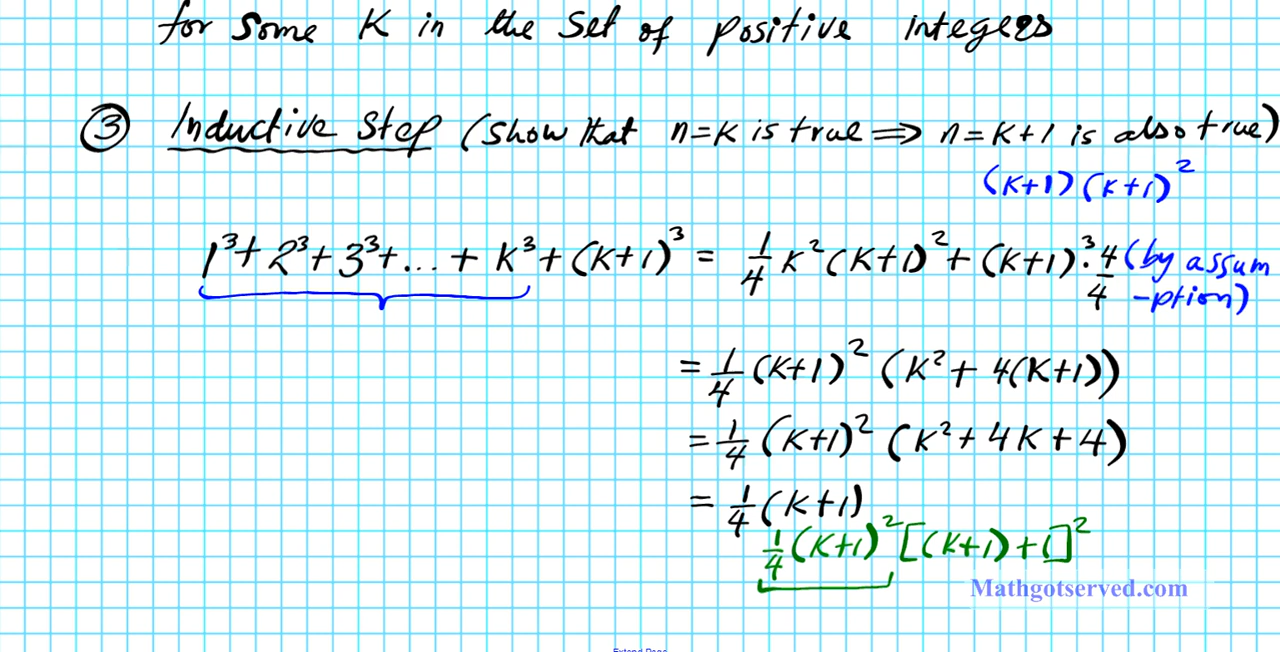 for some K in the set of positive integers
③ Inductive Step (show that n=k is true ⟹ n=k+1 is also true)
(k+1)(k+1)²
1³+2³+3³+...+k³+(k+1)³ = 1/4 k²(k+1)² + (k+1)³·4/4 (by assum
-ption)
= 1/4 (k+1)² (k²+4(k+1))
= 1/4 (k+1)² (k²+4k+4)
= 1/4 (k+1)
1/4 (k+1)² [(k+1)+1]²
Mathgotserved.com